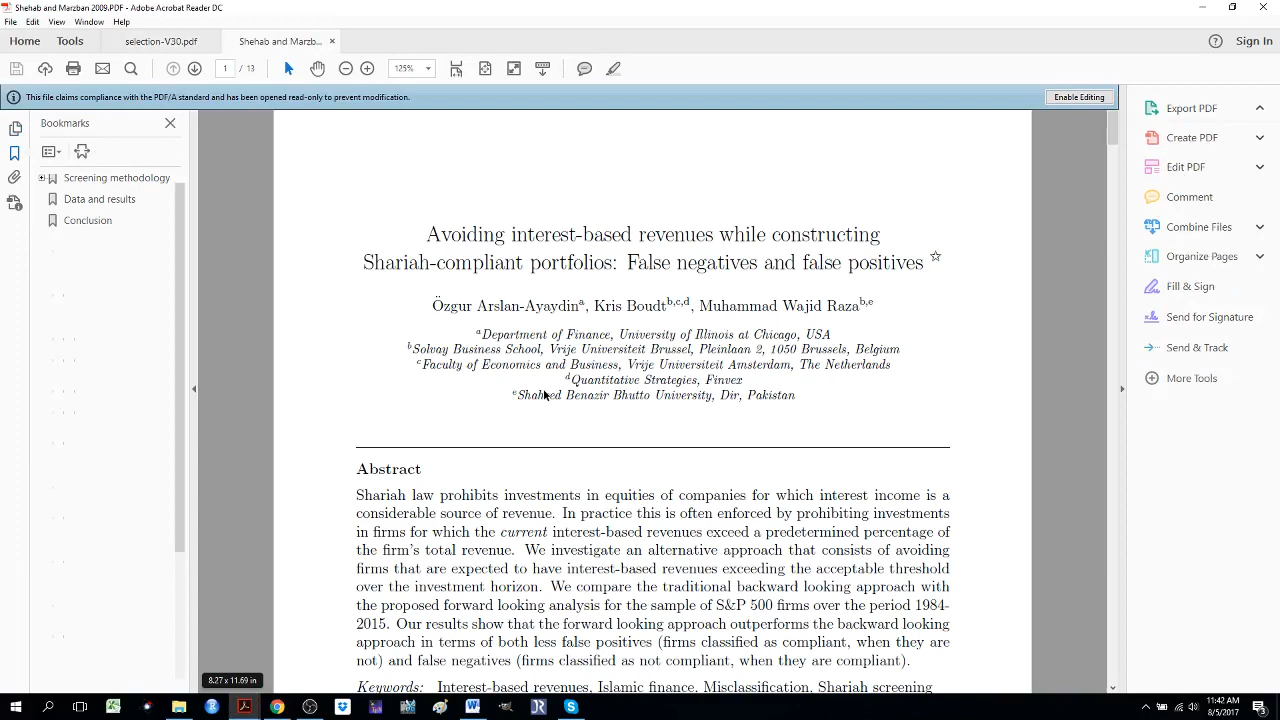 Shehab and Marzban 2009.PDF - Adobe Acrobat Reader DC
File Edit View Window Help
Home Tools selection-V30.pdf Shehab and Marzb... × Sign In
1 / 13 125%
This file claims compliance with the PDF/A standard and has been opened read-only to prevent modification. Enable Editing
Bookmarks
Screening methodology
Data and results
Conclusion
Avoiding interest-based revenues while constructing
Shariah-compliant portfolios: False negatives and false positives ☆
Özgur Arslan-Ayaydin^a, Kris Boudt^b,c,d, Muhammad Wajid Raza^b,e
^aDepartment of Finance, University of Illinois at Chicago, USA
^bSolvay Business School, Vrije Universiteit Brussel, Pleinlaan 2, 1050 Brussels, Belgium
^cFaculty of Economics and Business, Vrije Universiteit Amsterdam, The Netherlands
^dQuantitative Strategies, Finvex
^eShaheed Benazir Bhutto University, Dir, Pakistan
Abstract
Shariah law prohibits investments in equities of companies for which interest income is a
considerable source of revenue. In practice this is often enforced by prohibiting investments
in firms for which the current interest-based revenues exceed a predetermined percentage of
the firm's total revenue. We investigate an alternative approach that consists of avoiding
firms that are expected to have interest-based revenues exceeding the acceptable threshold
over the investment horizon. We compare the traditional backward looking approach with
the proposed forward looking analysis for the sample of S&P 500 firms over the period 1984-
2015. Our results show that the forward looking approach outperforms the backward looking
approach in terms of both less false positives (firms classified as compliant, when they are
not) and false negatives (firms classified as not compliant, when they are compliant).
Keywords: Interest-based revenues, Islamic finance, Misclassification, Shariah screening
8.27 x 11.69 in
Export PDF
Create PDF
Edit PDF
Comment
Combine Files
Organize Pages
Fill & Sign
Send for Signature
Send & Track
More Tools
11:42 AM
8/5/2017